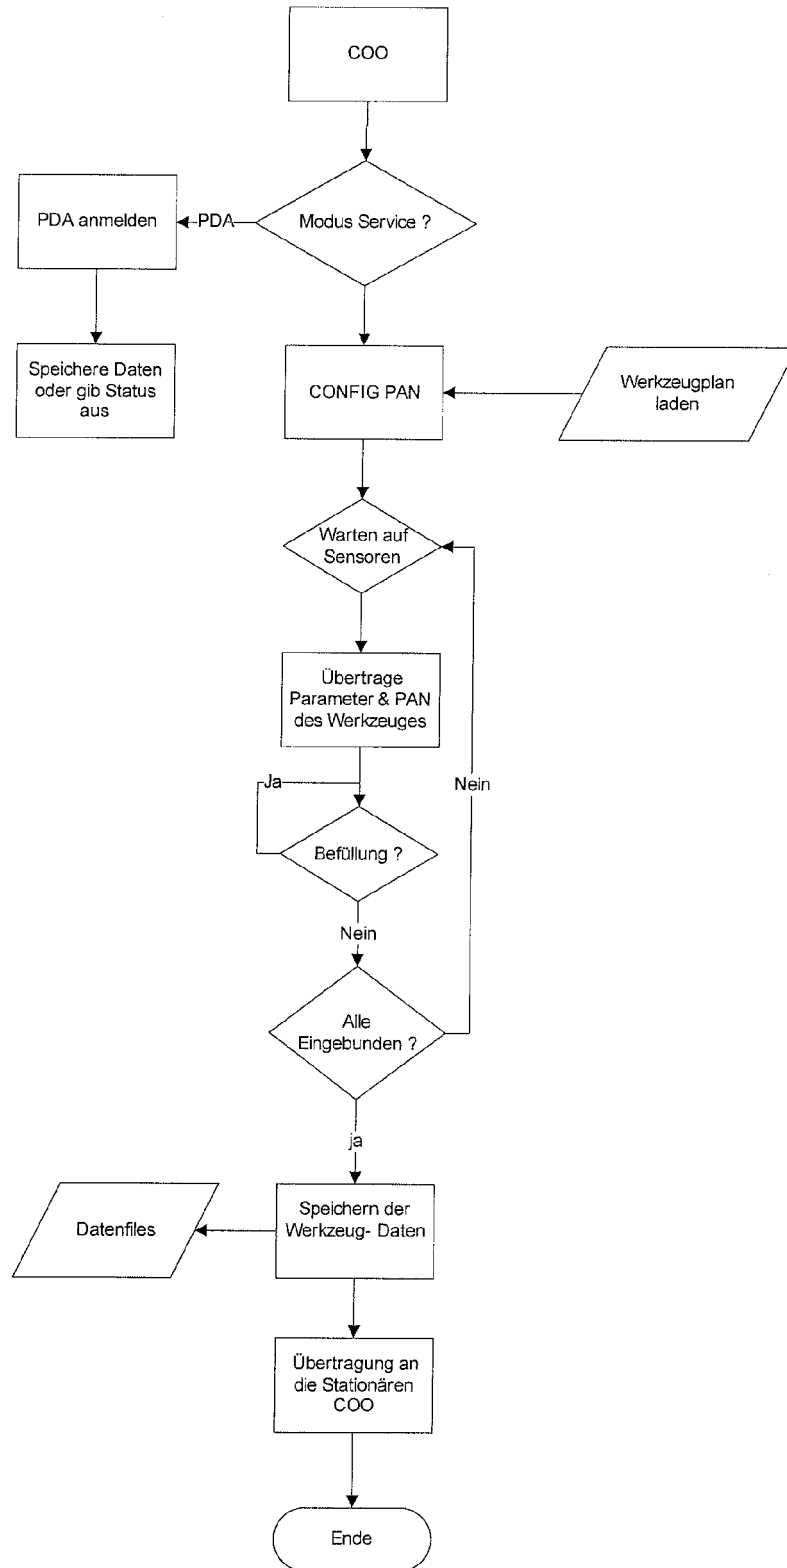 COO
Modus Service ?
PDA
PDA anmelden
Speichere Daten
oder gib Status
aus
CONFIG PAN
Werkzeugplan
laden
Warten auf
Sensoren
Übertrage
Parameter & PAN
des Werkzeuges
Ja
Nein
Befüllung ?
Nein
Alle
Eingebunden ?
ja
Speichern der
Werkzeug- Daten
Datenfiles
Übertragung an
die Stationären
COO
Ende